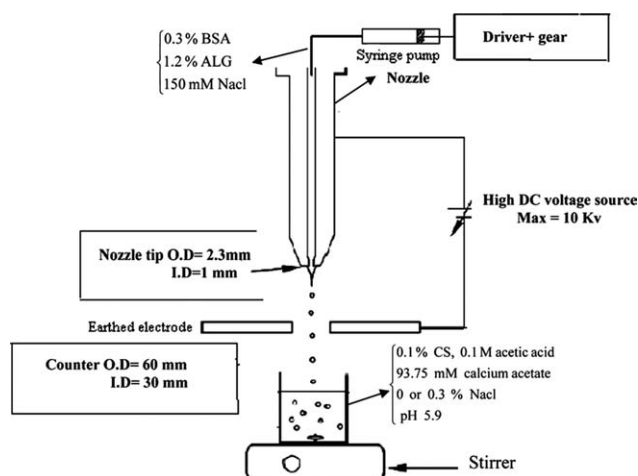 0.3% BSA
1.2% ALG
150 mM Nacl
Syringe pump
Driver+ gear
Nozzle
High DC voltage source
Max = 10 Kv
Nozzle tip O.D= 2.3mm
I.D=1 mm
Earthed electrode
Counter O.D= 60 mm
I.D= 30 mm
0.1% CS, 0.1M acetic acid
93.75 mM calcium acetate
0 or 0.3 % Nacl
pH 5.9
Stirrer